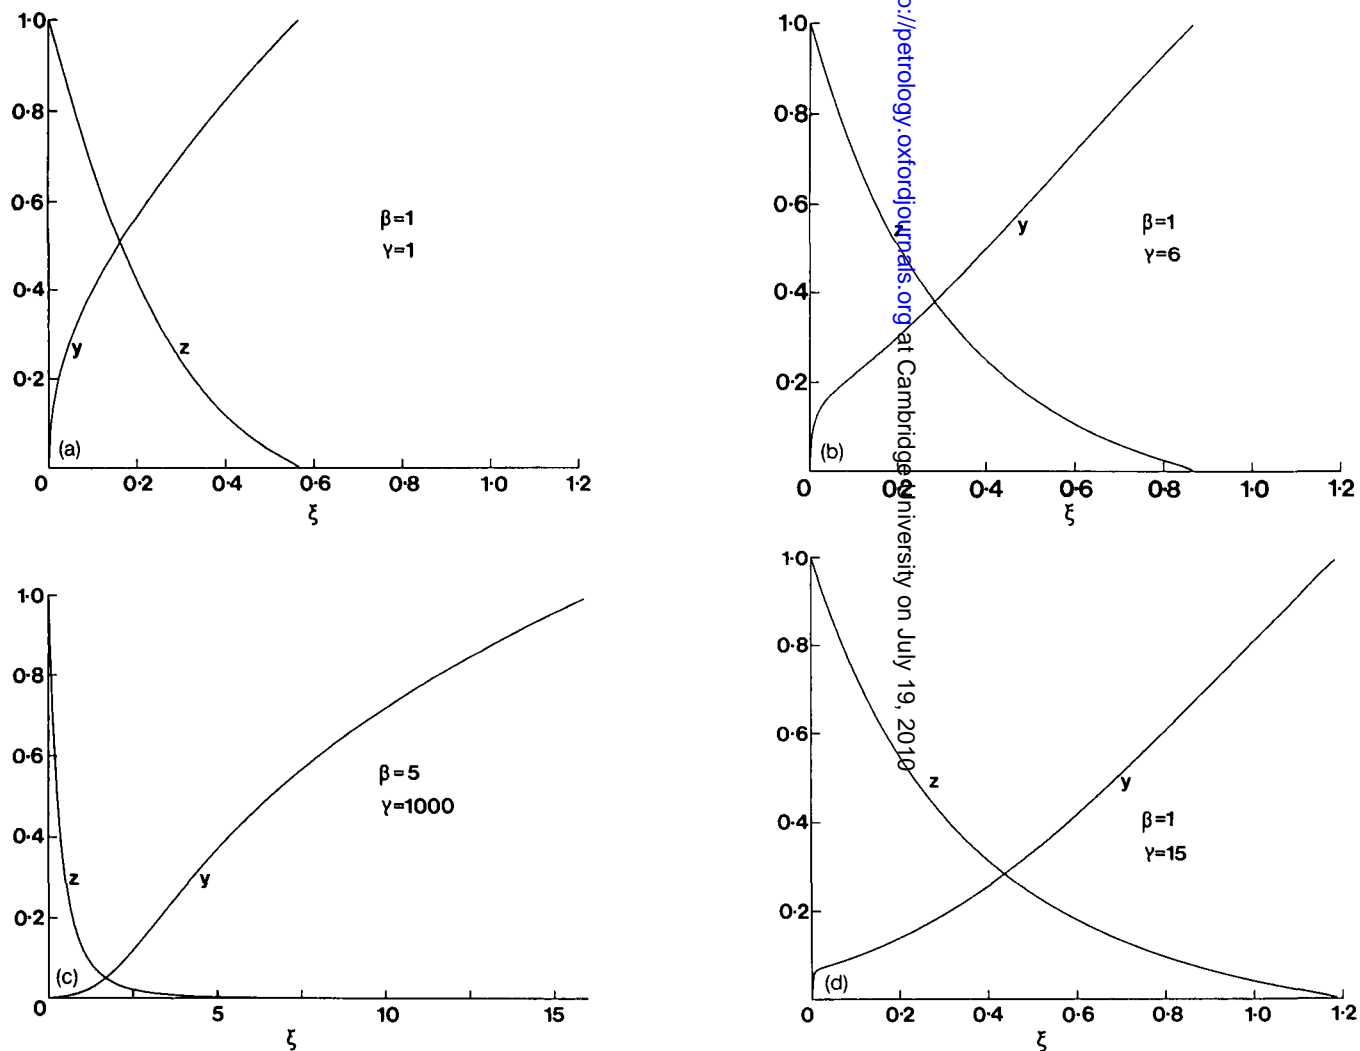 1·0
0·8
0·6
0·4
0·2
y
z
β=1
γ=1
(a)
0
0·2
0·4
0·6
0·8
1·0
1·2
ξ
1·0
0·8
0·6
0·4
0·2
z
y
β=1
γ=6
(b)
0
0·2
0·4
0·6
0·8
1·0
1·2
ξ
1·0
0·8
0·6
0·4
0·2
z
y
β=5
γ=1000
(c)
0
5
10
15
ξ
1·0
0·8
0·6
0·4
0·2
z
y
β=1
γ=15
(d)
0
0·2
0·4
0·6
0·8
1·0
1·2
ξ
p://petrology.oxfordjournals.org at Cambridge University on July 19, 2010